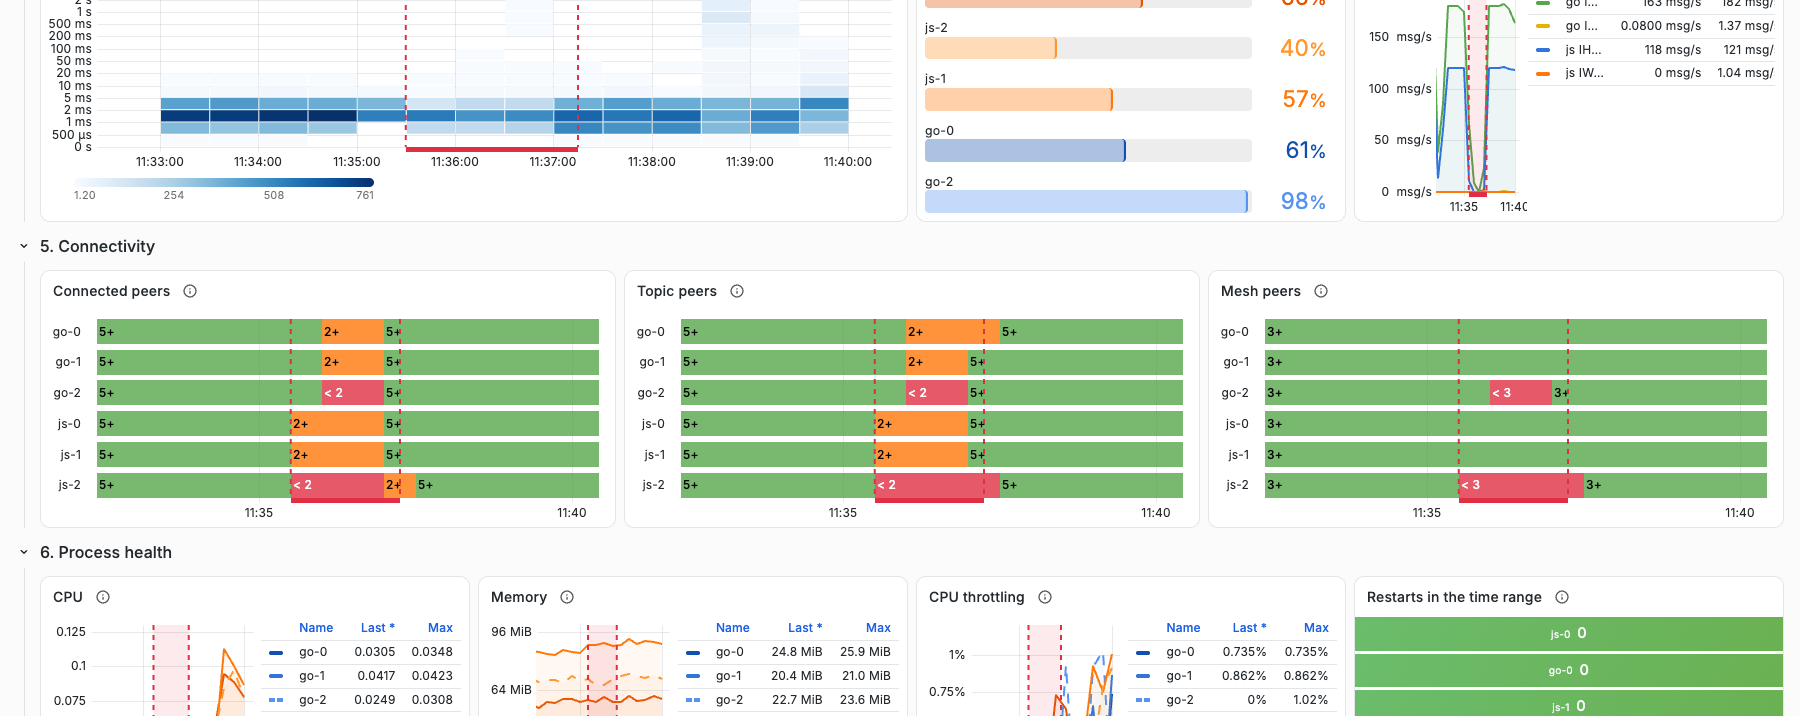 2 s
1 s
500 ms
200 ms
100 ms
50 ms
20 ms
10 ms
5 ms
2 ms
1 ms
500 µs
0 s
11:33:00 11:34:00 11:35:00 11:36:00 11:37:00 11:38:00 11:39:00 11:40:00
1.20 254 508 761
js-2
40%
js-1
57%
go-0
61%
go-2
98%
150 msg/s
100 msg/s
50 msg/s
0 msg/s
11:35 11:40
go I... 163 msg/s 182 msg/
go I... 0.0800 msg/s 1.37 msg/
js IH... 118 msg/s 121 msg/
js IW... 0 msg/s 1.04 msg/
5. Connectivity
Connected peers
go-0 5+ 2+ 5+
go-1 5+ 2+ 5+
go-2 5+ < 2 5+
js-0 5+ 2+ 5+
js-1 5+ 2+ 5+
js-2 5+ < 2 2+ 5+
11:35 11:40
Topic peers
go-0 5+ 2+ 5+
go-1 5+ 2+ 5+
go-2 5+ < 2 5+
js-0 5+ 2+ 5+
js-1 5+ 2+ 5+
js-2 5+ < 2 5+
11:35 11:40
Mesh peers
go-0 3+
go-1 3+
go-2 3+ < 3 3+
js-0 3+
js-1 3+
js-2 3+ < 3 3+
11:35 11:40
6. Process health
CPU
0.125
0.1
0.075
Name Last * Max
go-0 0.0305 0.0348
go-1 0.0417 0.0423
go-2 0.0249 0.0308
Memory
96 MiB
64 MiB
Name Last * Max
go-0 24.8 MiB 25.9 MiB
go-1 20.4 MiB 21.0 MiB
go-2 22.7 MiB 23.6 MiB
CPU throttling
1%
0.75%
Name Last * Max
go-0 0.735% 0.735%
go-1 0.862% 0.862%
go-2 0% 1.02%
Restarts in the time range
js-0 0
go-0 0
js-1 0